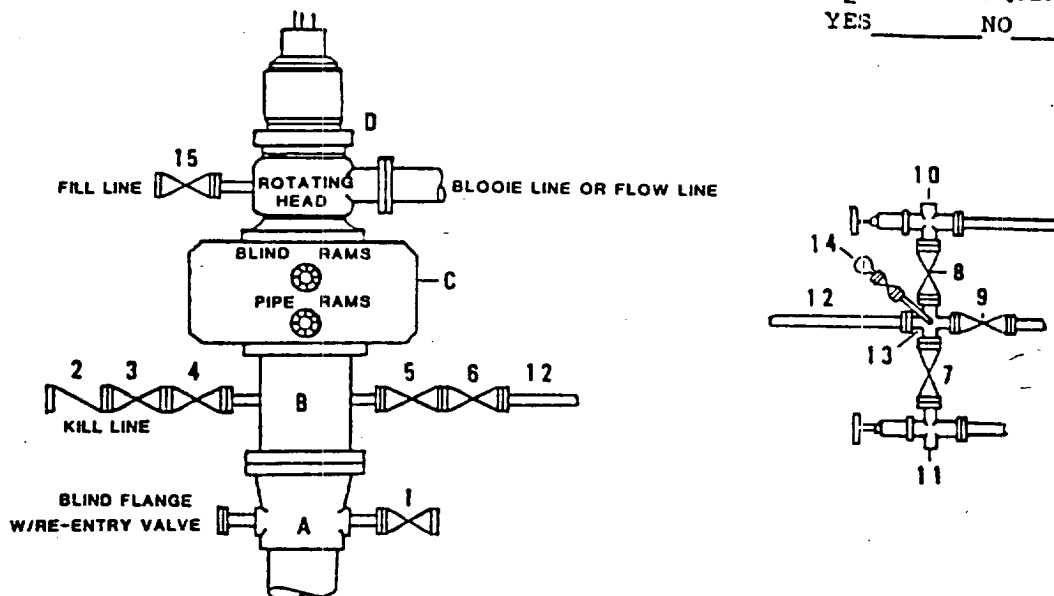 YES NO
D
15
FILL LINE
ROTATING HEAD
BLOOIE LINE OR FLOW LINE
BLIND RAMS
C
PIPE RAMS
2 3 4
KILL LINE
B
5 6 12
BLIND FLANGE
W/RE-ENTRY VALVE
A
1
10
14
8
12
9
13
7
11